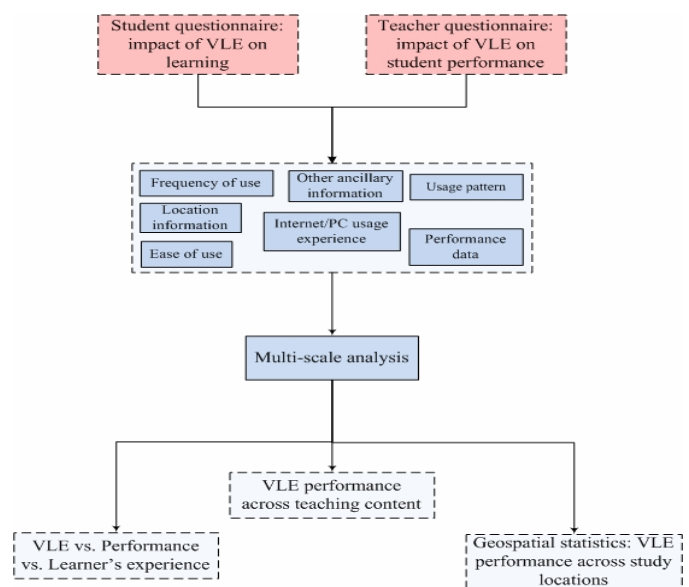 Student questionnaire:
impact of VLE on
learning
Teacher questionnaire:
impact of VLE on
student performance
Frequency of use
Other ancillary
information
Usage pattern
Location
information
Internet/PC usage
experience
Performance
data
Ease of use
Multi-scale analysis
VLE performance
across teaching content
VLE vs. Performance
vs. Learner's experience
Geospatial statistics: VLE
performance across study
locations